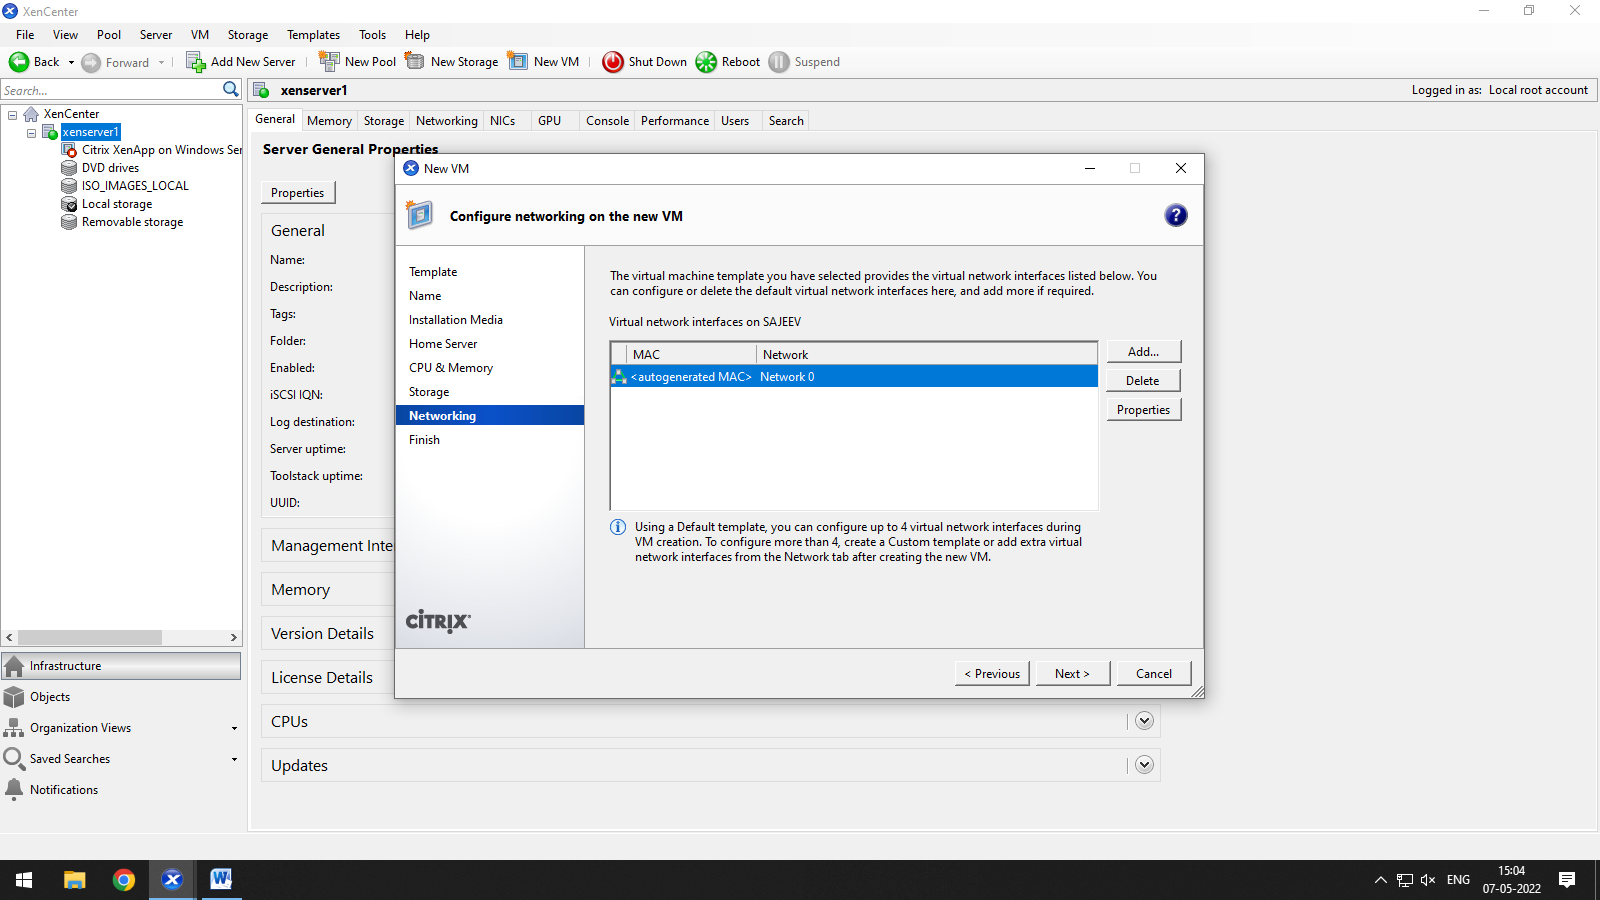 XenCenter
File View Pool Server VM Storage Templates Tools Help
Back Forward Add New Server New Pool New Storage New VM Shut Down Reboot Suspend
Search...
xenserver1
Logged in as: Local root account
XenCenter
xenserver1
Citrix XenApp on Windows Ser
DVD drives
ISO_IMAGES_LOCAL
Local storage
Removable storage
General Memory Storage Networking NICs GPU Console Performance Users Search
Server General Properties
Properties
General
Name:
Description:
Tags:
Folder:
Enabled:
iSCSI IQN:
Log destination:
Server uptime:
Toolstack uptime:
UUID:
Management Inte
Memory
Version Details
License Details
CPUs
Updates
New VM
Configure networking on the new VM
?
Template
Name
Installation Media
Home Server
CPU & Memory
Storage
Networking
Finish
CITRIX
The virtual machine template you have selected provides the virtual network interfaces listed below. You
can configure or delete the default virtual network interfaces here, and add more if required.
Virtual network interfaces on SAJEEV
MAC Network
<autogenerated MAC> Network 0
Add...
Delete
Properties
Using a Default template, you can configure up to 4 virtual network interfaces during
VM creation. To configure more than 4, create a Custom template or add extra virtual
network interfaces from the Network tab after creating the new VM.
< Previous Next > Cancel
Infrastructure
Objects
Organization Views
Saved Searches
Notifications
ENG
15:04
07-05-2022